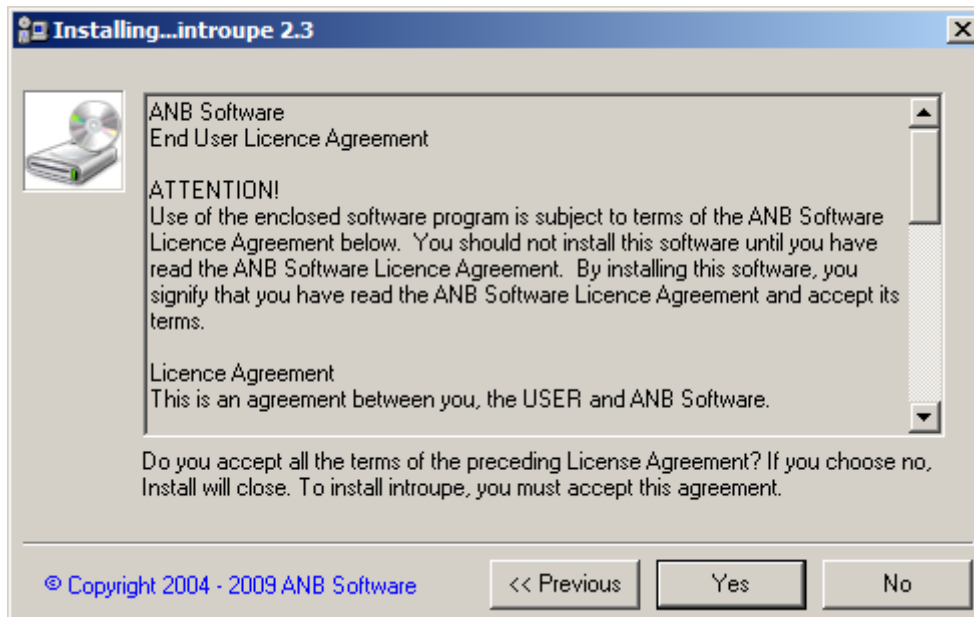 Installing...introupe 2.3
ANB Software
End User Licence Agreement
ATTENTION!
Use of the enclosed software program is subject to terms of the ANB Software
Licence Agreement below.  You should not install this software until you have
read the ANB Software Licence Agreement.  By installing this software, you
signify that you have read the ANB Software Licence Agreement and accept its
terms.
Licence Agreement
This is an agreement between you, the USER and ANB Software.
Do you accept all the terms of the preceding License Agreement? If you choose no,
Install will close. To install introupe, you must accept this agreement.
© Copyright 2004 - 2009 ANB Software
<< Previous
Yes
No